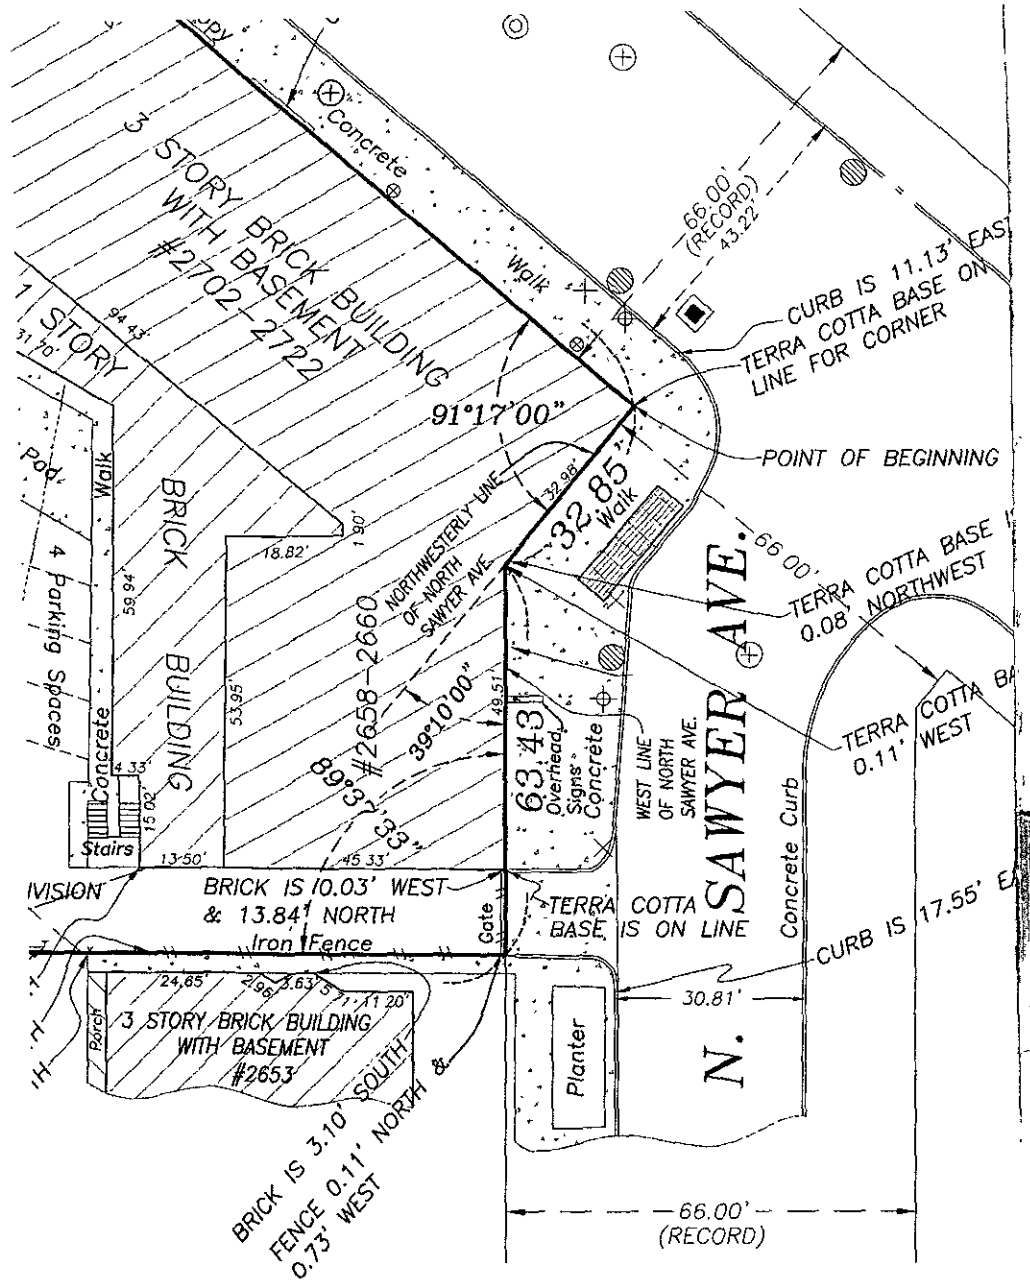 OPY
Concrete
3 STORY BRICK BUILDING
WITH BASEMENT
#2702-2722
66.00'
(RECORD)
43.22'
Walk
CURB IS 11.13' EAST
TERRA COTTA BASE ON
LINE FOR CORNER
1 STORY
94.43'
31.70'
91°17'00"
POINT OF BEGINNING
Walk
BRICK
BUILDING
18.82'
1.90'
NORTHWESTERLY LINE
OF NORTH
SAWYER AVE.
32.98'
32.85'
Walk
66.00'
TERRA COTTA BASE I
0.08 NORTHWEST
4 Parking Spaces
59.94
Concrete
53.95'
#2658-2660
39°10'00"
89°37'33"
49.51'
63.43'
Overhead
Signs
Concrete
WEST LINE
OF NORTH
SAWYER AVE.
N. SAWYER AVE.
TERRA COTTA BA
0.11' WEST
Concrete Curb
4.33'
15.02'
Stairs
13.50'
45.33'
IVISION
BRICK IS 0.03' WEST
& 13.84' NORTH
Iron Fence
Gate
TERRA COTTA
BASE IS ON LINE
CURB IS 17.55' EA
24.65'
2.96'
3.63'
11.20'
30.81'
Porch
3 STORY BRICK BUILDING
WITH BASEMENT
#2653
Planter
BRICK IS 3.10' SOUTH
FENCE 0.11' NORTH &
0.73' WEST
66.00'
(RECORD)